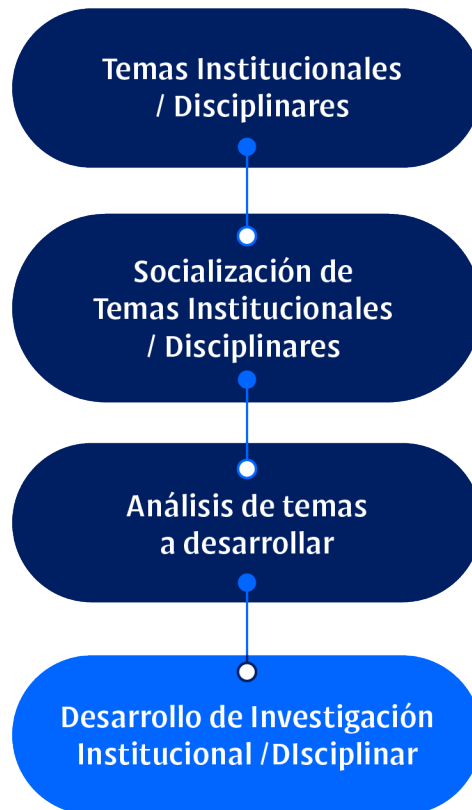 Temas Institucionales
/ Disciplinares
Socialización de
Temas Institucionales
/ Disciplinares
Análisis de temas
a desarrollar
Desarrollo de Investigación
Institucional /DIsciplinar